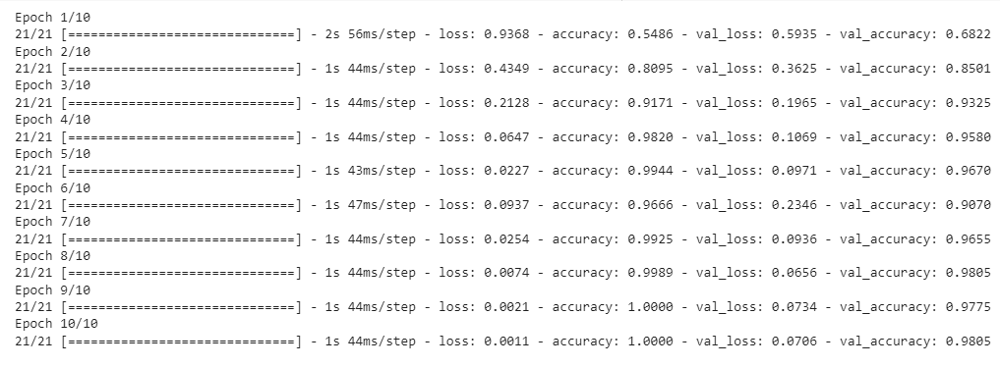 Epoch 1/10
21/21 [==============================] - 2s 56ms/step - loss: 0.9368 - accuracy: 0.5486 - val_loss: 0.5935 - val_accuracy: 0.6822
Epoch 2/10
21/21 [==============================] - 1s 44ms/step - loss: 0.4349 - accuracy: 0.8095 - val_loss: 0.3625 - val_accuracy: 0.8501
Epoch 3/10
21/21 [==============================] - 1s 44ms/step - loss: 0.2128 - accuracy: 0.9171 - val_loss: 0.1965 - val_accuracy: 0.9325
Epoch 4/10
21/21 [==============================] - 1s 44ms/step - loss: 0.0647 - accuracy: 0.9820 - val_loss: 0.1069 - val_accuracy: 0.9580
Epoch 5/10
21/21 [==============================] - 1s 43ms/step - loss: 0.0227 - accuracy: 0.9944 - val_loss: 0.0971 - val_accuracy: 0.9670
Epoch 6/10
21/21 [==============================] - 1s 47ms/step - loss: 0.0937 - accuracy: 0.9666 - val_loss: 0.2346 - val_accuracy: 0.9070
Epoch 7/10
21/21 [==============================] - 1s 44ms/step - loss: 0.0254 - accuracy: 0.9925 - val_loss: 0.0936 - val_accuracy: 0.9655
Epoch 8/10
21/21 [==============================] - 1s 44ms/step - loss: 0.0074 - accuracy: 0.9989 - val_loss: 0.0656 - val_accuracy: 0.9805
Epoch 9/10
21/21 [==============================] - 1s 44ms/step - loss: 0.0021 - accuracy: 1.0000 - val_loss: 0.0734 - val_accuracy: 0.9775
Epoch 10/10
21/21 [==============================] - 1s 44ms/step - loss: 0.0011 - accuracy: 1.0000 - val_loss: 0.0706 - val_accuracy: 0.9805